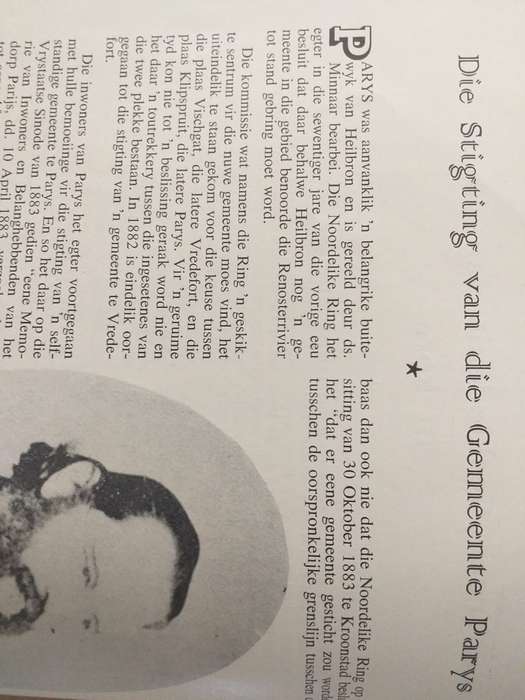 Die Stigting van die Gemeente Parys
★
PARYS was aanvanklik 'n belangrike buite-
wyk van Heilbron en is gereeld deur ds.
Minnaar bearbei. Die Noordelike Ring het
egter in die sewentiger jare van die vorige eeu
besluit dat daar behalwe Heilbron nog 'n ge-
meente in die gebied benoorde die Renosterrivier
tot stand gebring moet word.
Die kommissie wat namens die Ring 'n geskik-
te sentrum vir die nuwe gemeente moes vind, het
uiteindelik te staan gekom voor die keuse tussen
die plaas Vischgat, die latere Vredefort, en die
plaas Klipspruit, die latere Parys. Vir 'n geruime
tyd kon nie tot 'n beslissing geraak word nie en
het daar 'n toutrekkery tussen die ingesetenes van
die twee plekke bestaan. In 1882 is eindelik oor-
gegaan tot die stigting van 'n gemeente te Vrede-
fort.
Die inwoners van Parys het egter voortgegaan
met hulle bemoeiinge vir die stigting van 'n self-
standige gemeente te Parys. En so het daar op die
Vrystaatse Sinode van 1883 gedien "eene Memo-
rie van Inwoners en Belanghebbenden van het
dorp Parijs, dd. 10 April 1883
baas dan ook nie dat die Noordelike Ring op
sitting van 30 Oktober 1883 te Kroonstad
het "dat er eene gemeente gesticht zou
tusschen de oorspronkelijke grenslijn tusschen